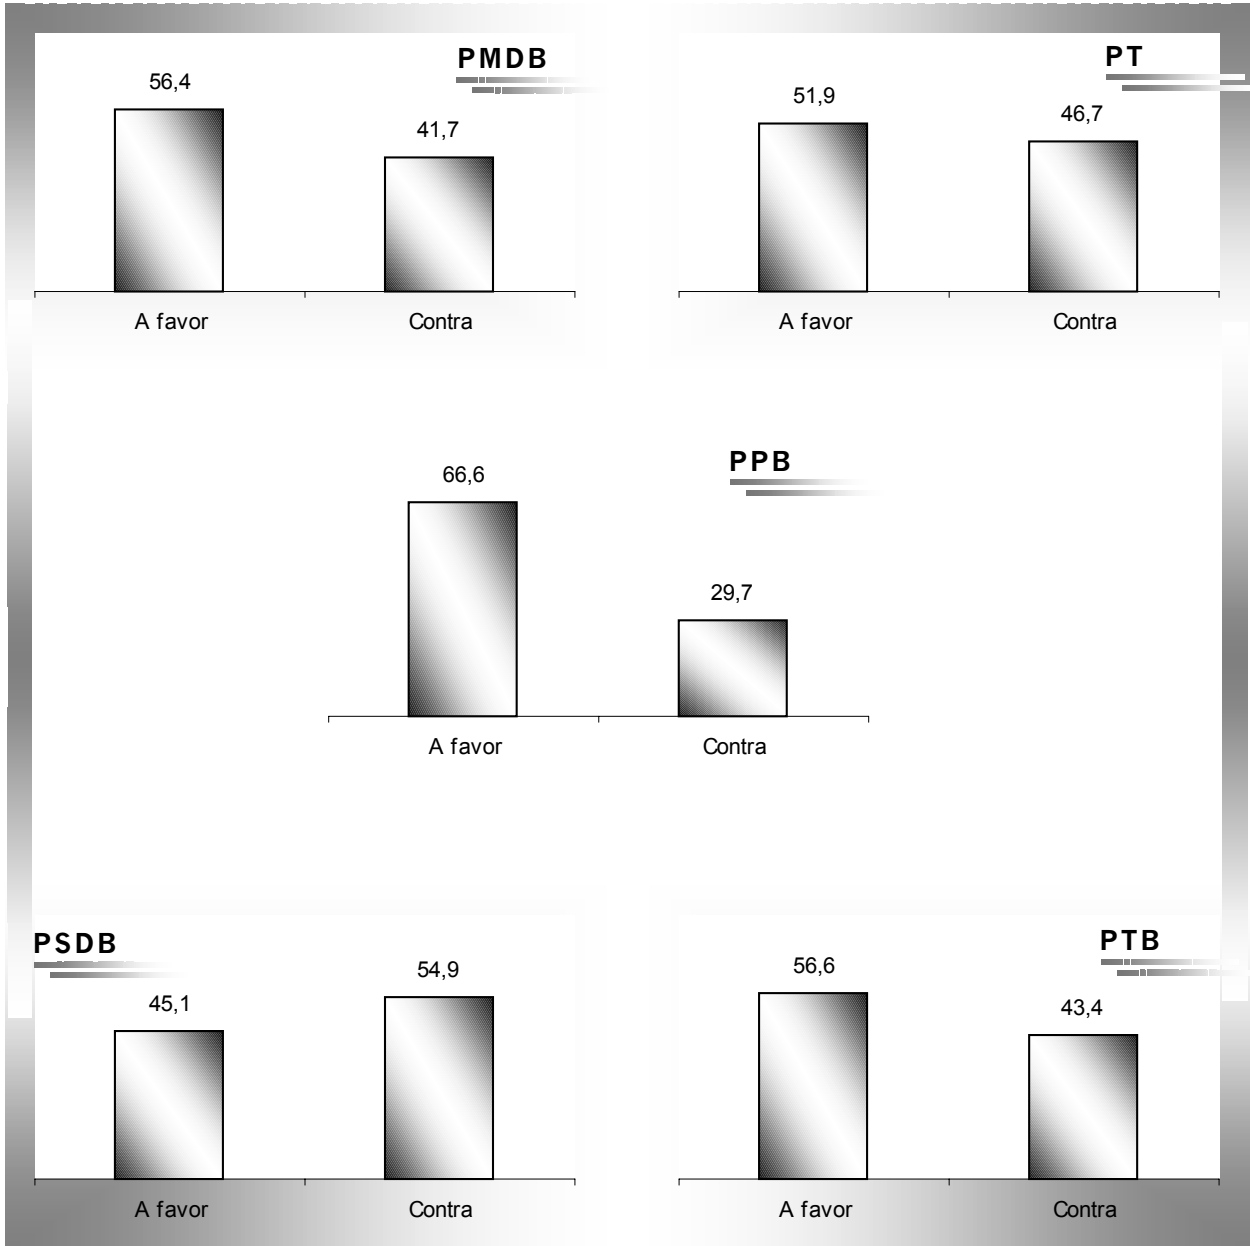 PMDB
56,4
41,7
A favor
Contra
PT
51,9
46,7
A favor
Contra
PPB
66,6
29,7
A favor
Contra
PSDB
45,1
54,9
A favor
Contra
PTB
56,6
43,4
A favor
Contra